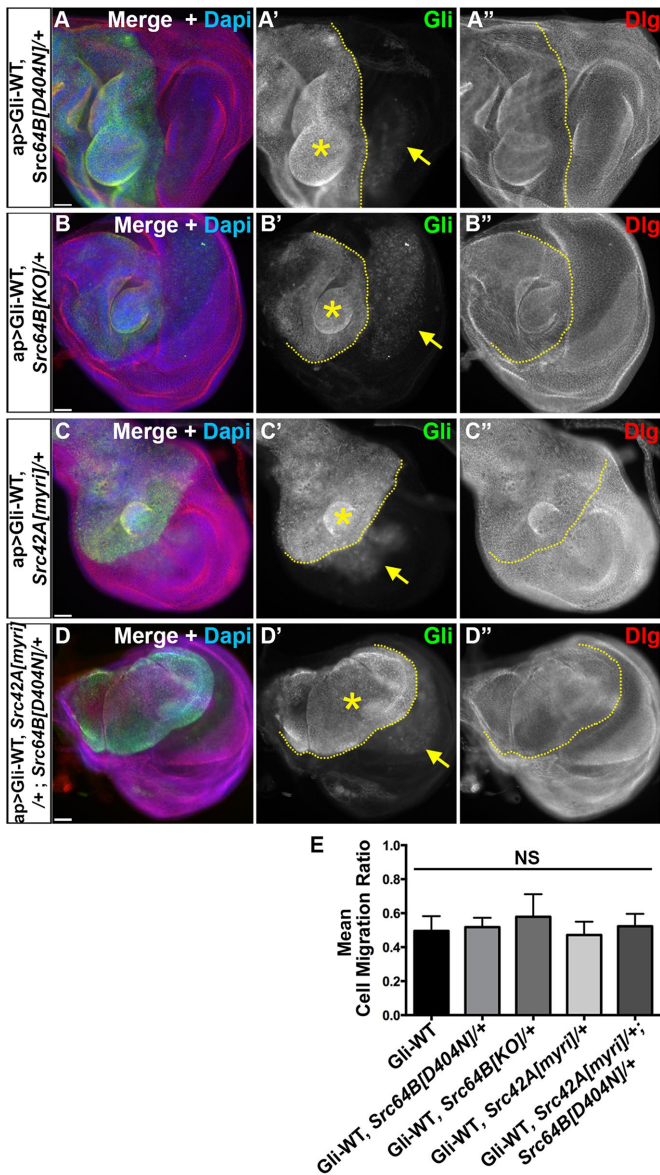 ap>Gli-WT,
Src64B[D404N]/+
A Merge + Dapi
A' Gli
A" Dlg
*
ap>Gli-WT,
Src64B[KO]/+
B Merge + Dapi
B' Gli
B" Dlg
*
ap>Gli-WT,
Src42A[myri]/+
C Merge + Dapi
C' Gli
C" Dlg
*
ap>Gli-WT, Src42A[myri]
/+ ; Src64B[D404N]/+
D Merge + Dapi
D' Gli
D" Dlg
*
E
NS
Mean
Cell Migration Ratio
1.0
0.8
0.6
0.4
0.2
0.0
Gli-WT
Gli-WT, Src64B[D404N]/+
Gli-WT, Src64B[KO]/+
Gli-WT, Src42A[myri]/+
Gli-WT, Src42A[myri]/+;
Src64B[D404N]/+